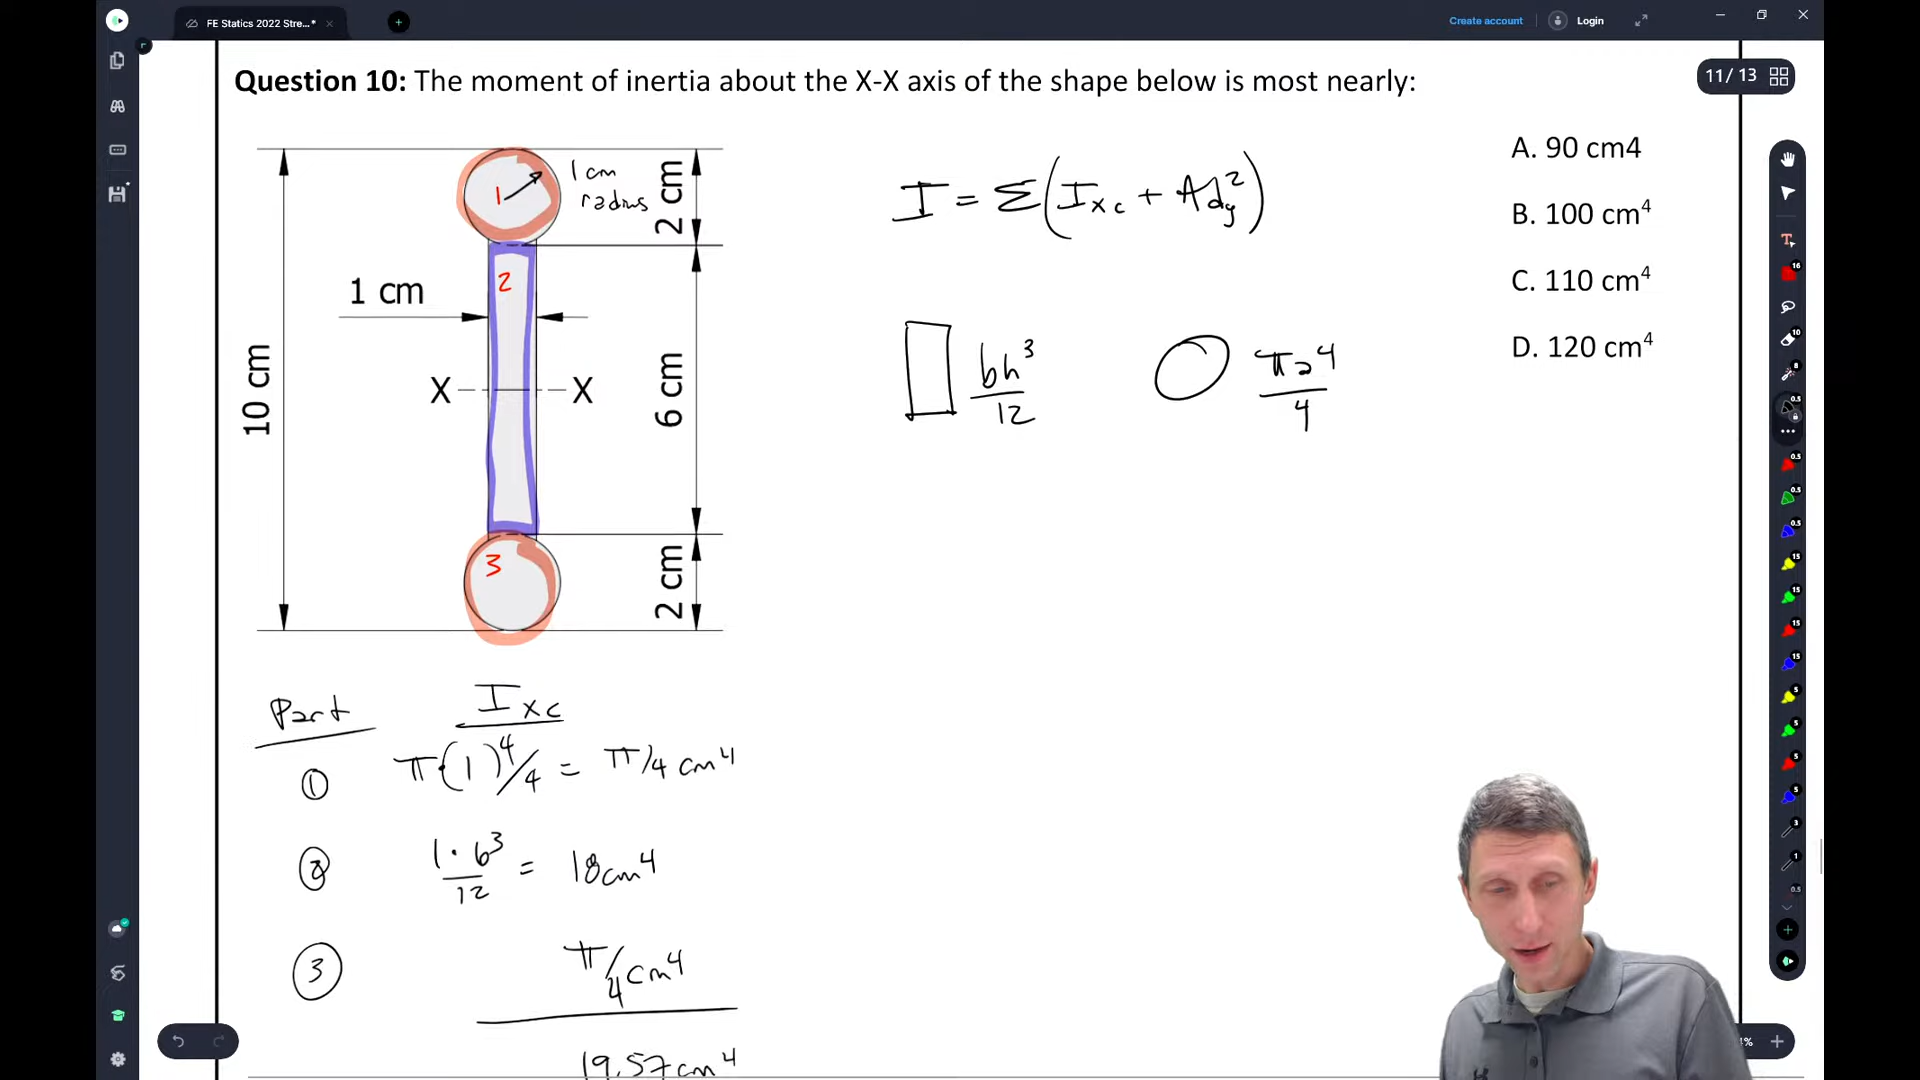 FE Statics 2022 Stre...*
Create account
Login
Question 10: The moment of inertia about the X-X axis of the shape below is most nearly:
11/ 13
A. 90 cm4
B. 100 cm⁴
C. 110 cm⁴
D. 120 cm⁴
1
1 cm
radius
2 cm
2
1 cm
10 cm
X
X
6 cm
3
2 cm
I = Σ(Ixc + Ady²)
bh³/12
πa⁴/4
Part
Ixc
① π·(1)⁴/4 = π/4 cm⁴
② 1·6³/12 = 18cm⁴
③ π/4 cm⁴
19.57cm⁴